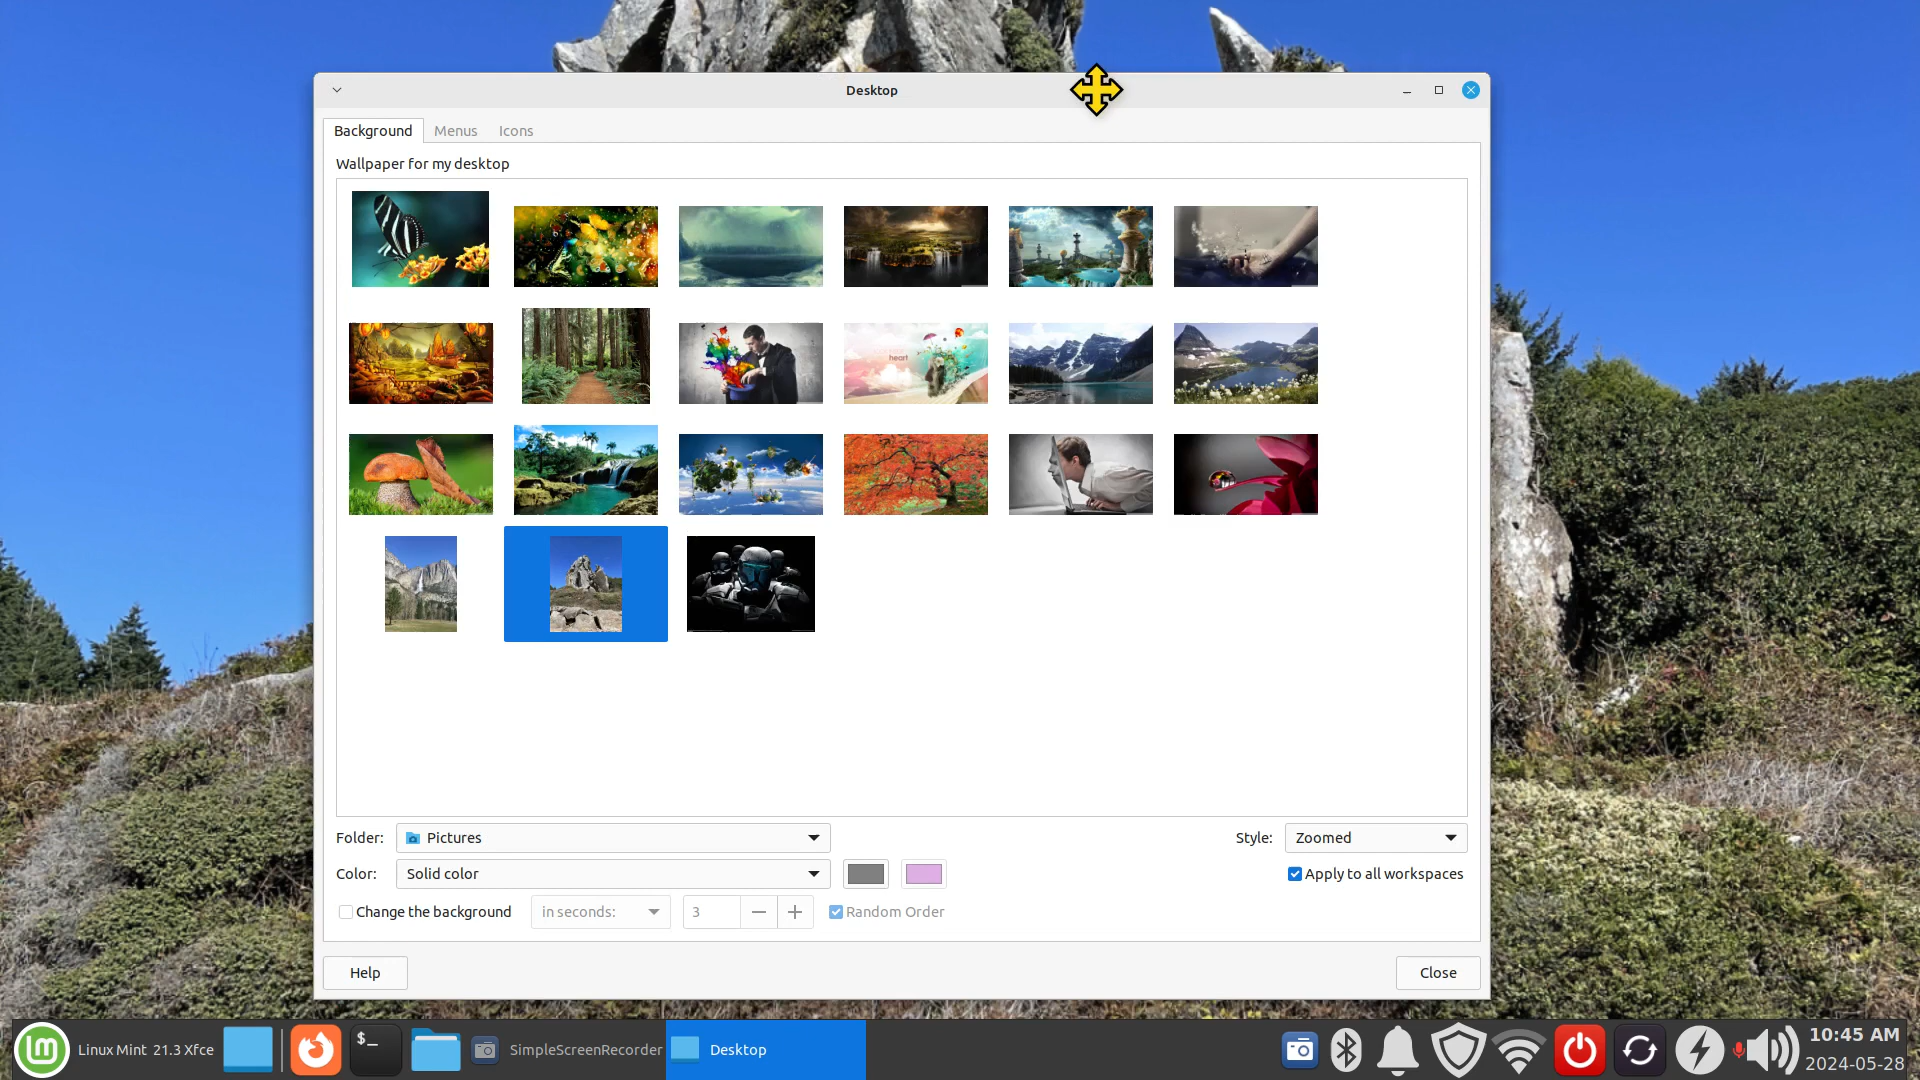 Desktop
Background Menus Icons
Wallpaper for my desktop
heart
Folder: Pictures Style: Zoomed
Color: Solid color Apply to all workspaces
Change the background in seconds: 3 Random Order
Help Close
Linux Mint 21.3 Xfce $_ SimpleScreenRecorder Desktop 10:45 AM
2024-05-28